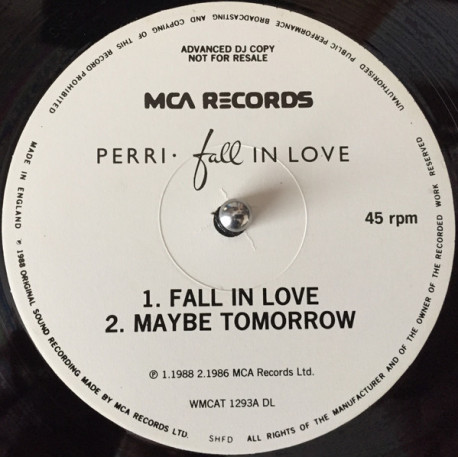 UNAUTHORISED PUBLIC PERFORMANCE BROADCASTING AND COPYING OF THIS RECORD PROHIBITED
ADVANCED DJ COPY
NOT FOR RESALE
MCA RECORDS
PERRI · fall IN LOVE
45 rpm
1. FALL IN LOVE
2. MAYBE TOMORROW
℗ 1.1988 2.1986 MCA Records Ltd.
WMCAT 1293A DL
SHFD
MADE IN ENGLAND ℗ 1988 ORIGINAL SOUND RECORDING MADE BY MCA RECORDS LTD.
ALL RIGHTS OF THE MANUFACTURER AND OF THE OWNER OF THE RECORDED WORK RESERVED